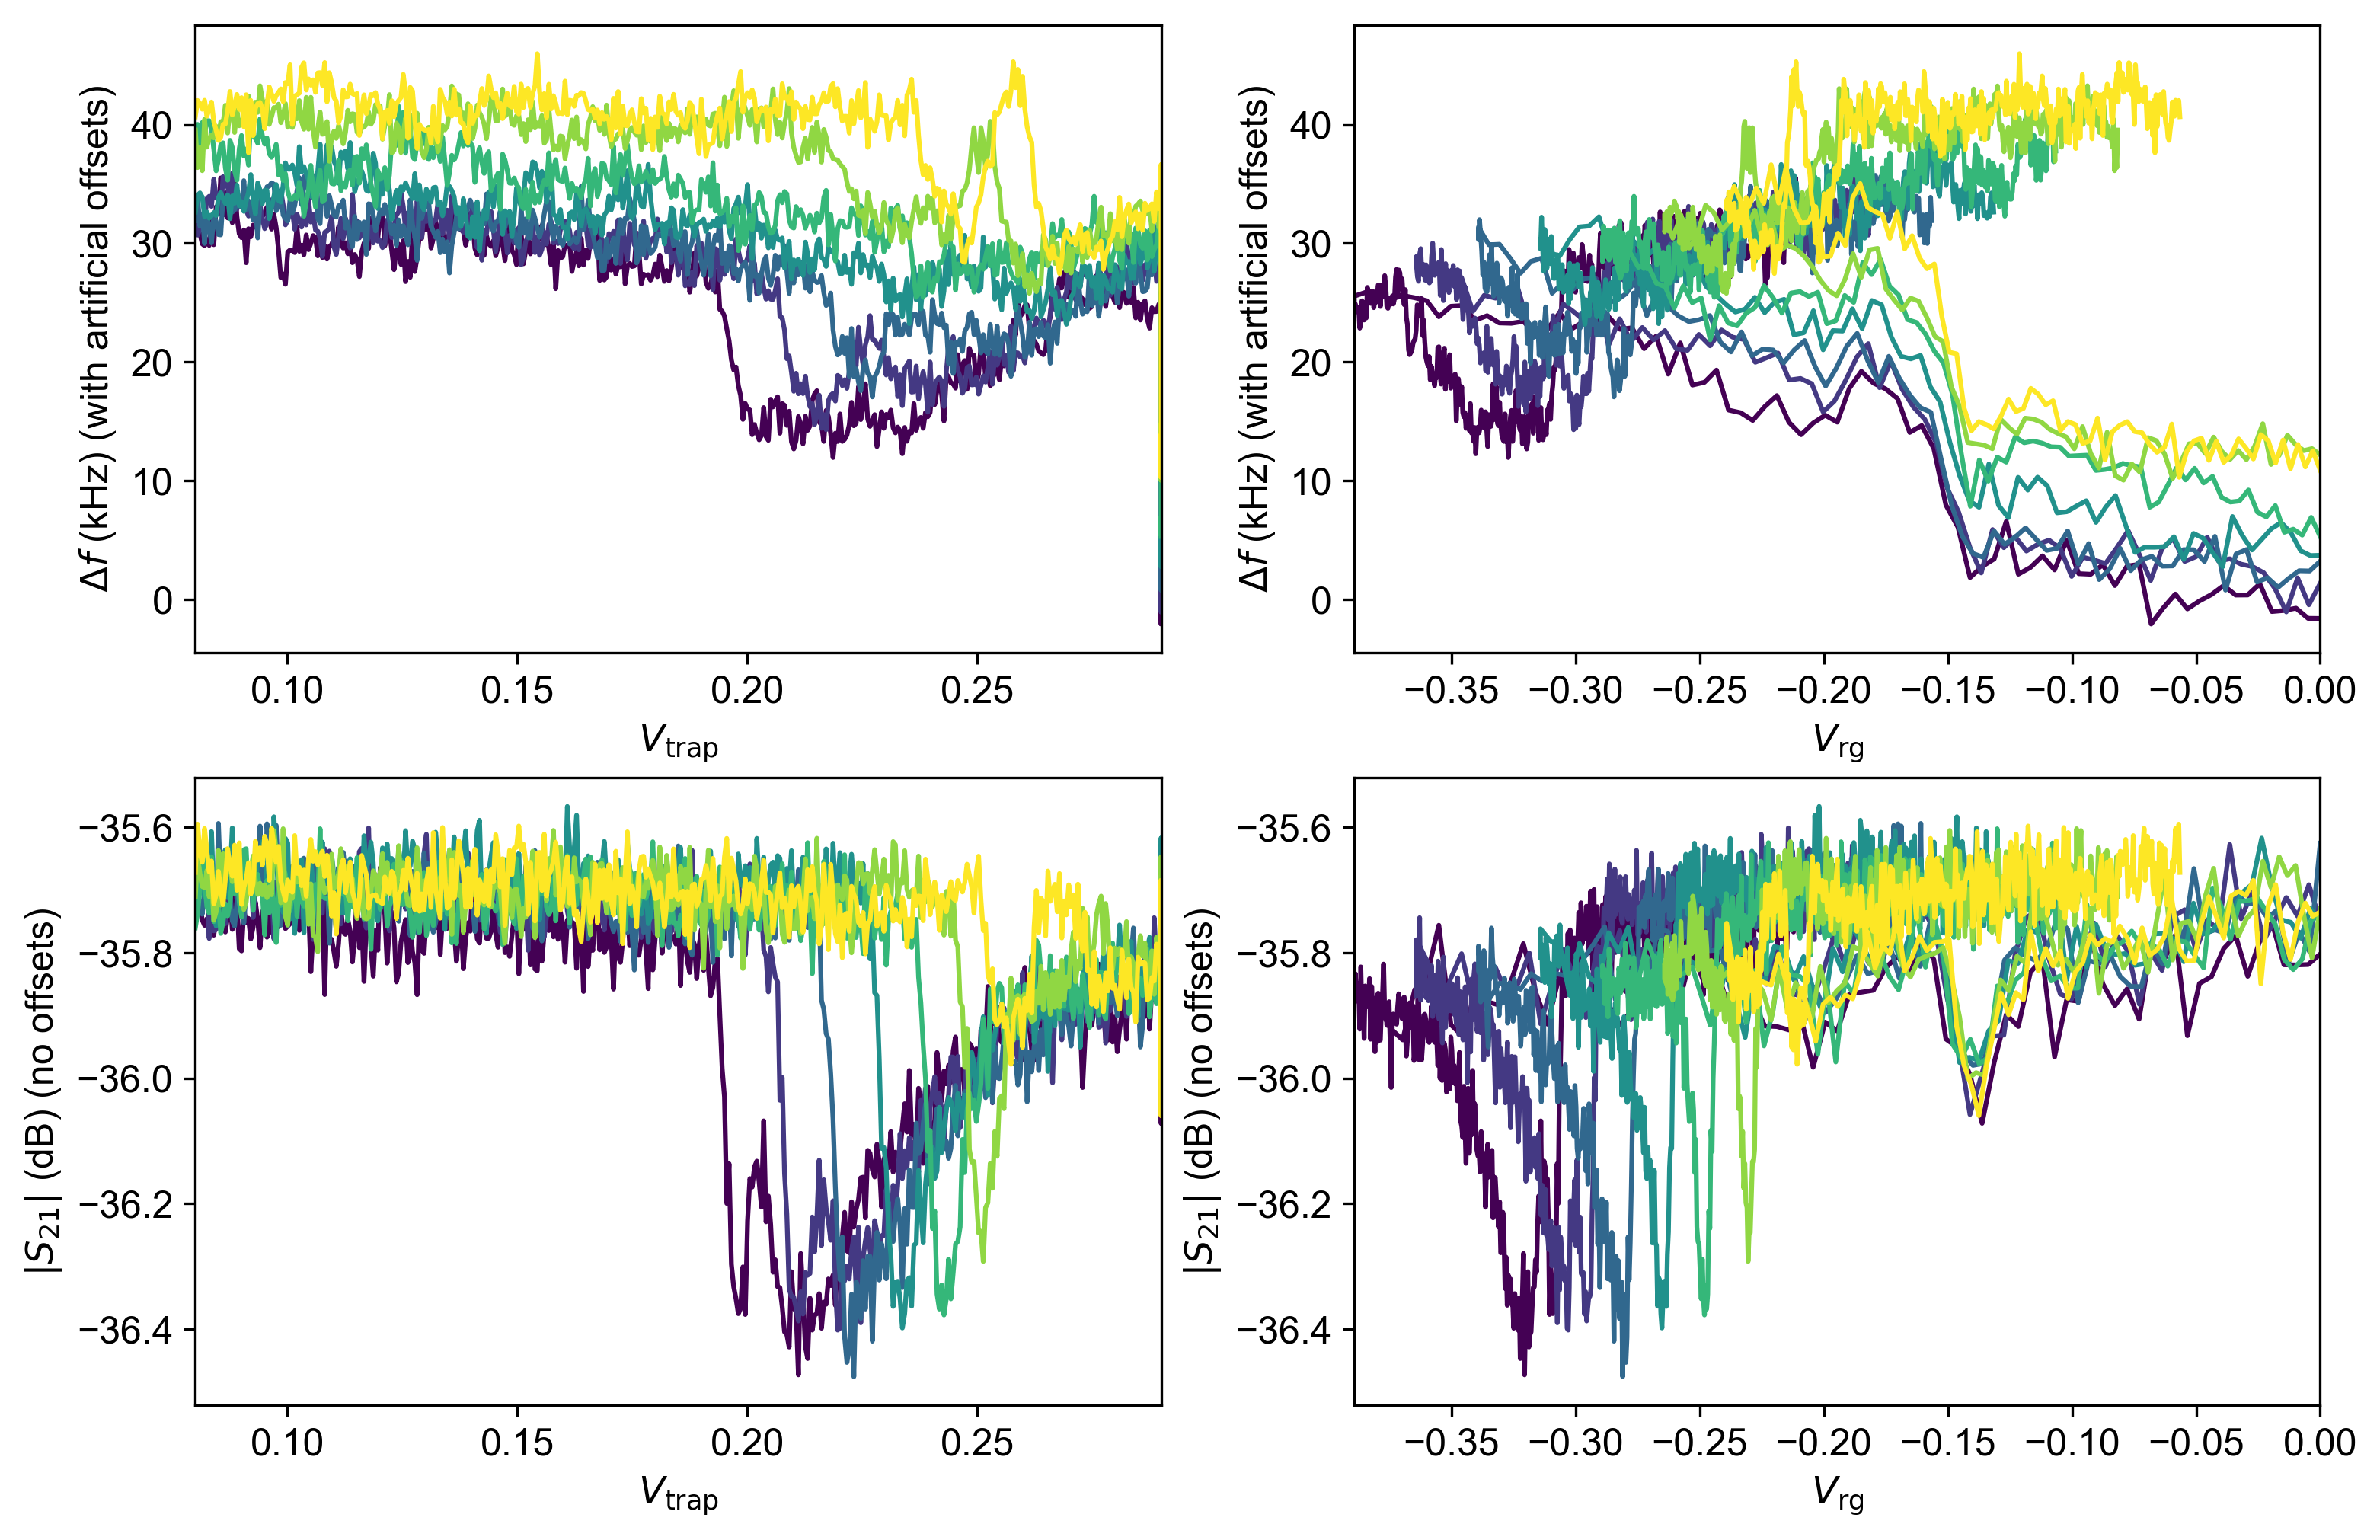 Δf (kHz) (with artificial offsets)
40
30
20
10
0
0.10 0.15 0.20 0.25
V_trap
Δf (kHz) (with artificial offsets)
40
30
20
10
0
−0.35 −0.30 −0.25 −0.20 −0.15 −0.10 −0.05 0.00
V_rg
|S_21| (dB) (no offsets)
−35.6
−35.8
−36.0
−36.2
−36.4
0.10 0.15 0.20 0.25
V_trap
|S_21| (dB) (no offsets)
−35.6
−35.8
−36.0
−36.2
−36.4
−0.35 −0.30 −0.25 −0.20 −0.15 −0.10 −0.05 0.00
V_rg